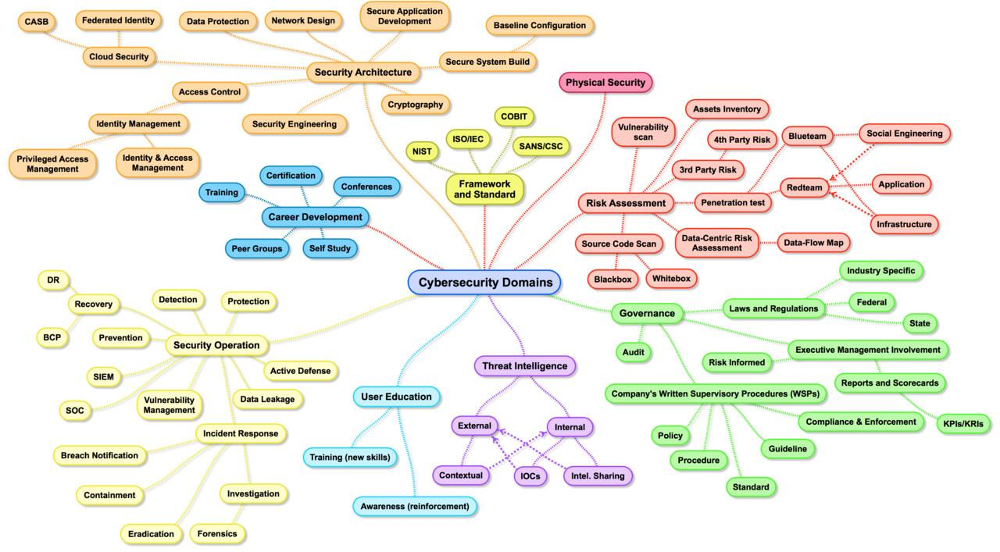 CASB
Federated Identity
Data Protection
Network Design
Secure Application
Development
Baseline Configuration
Cloud Security
Secure System Build
Security Architecture
Access Control
Cryptography
Identity Management
Security Engineering
Privileged Access
Management
Identity & Access
Management
Physical Security
COBIT
ISO/IEC
NIST
SANS/CSC
Framework
and Standard
Certification
Training
Conferences
Career Development
Peer Groups
Self Study
Assets Inventory
Vulnerability
scan
4th Party Risk
Blueteam
Social Engineering
3rd Party Risk
Redteam
Application
Risk Assessment
Penetration test
Infrastructure
Source Code Scan
Data-Centric Risk
Assessment
Data-Flow Map
Blackbox
Whitebox
Cybersecurity Domains
DR
Recovery
Detection
Protection
BCP
Prevention
Security Operation
SIEM
Active Defense
SOC
Vulnerability
Management
Data Leakage
Incident Response
Breach Notification
Containment
Investigation
Eradication
Forensics
User Education
Training (new skills)
Awareness (reinforcement)
Threat Intelligence
External
Internal
Contextual
IOCs
Intel. Sharing
Industry Specific
Governance
Laws and Regulations
Federal
State
Audit
Executive Management Involvement
Risk Informed
Reports and Scorecards
Company's Written Supervisory Procedures (WSPs)
Compliance & Enforcement
KPIs/KRIs
Policy
Guideline
Procedure
Standard